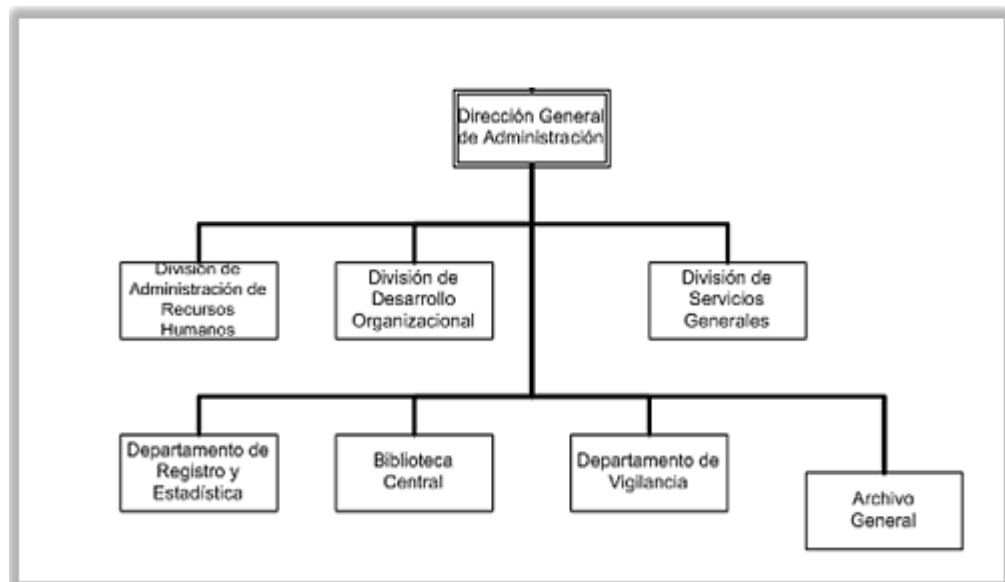 Dirección General
de Administración
División de
Administración de
Recursos
Humanos
División de
Desarrollo
Organizacional
División de
Servicios
Generales
Departamento de
Registro y
Estadística
Biblioteca
Central
Departamento de
Vigilancia
Archivo
General